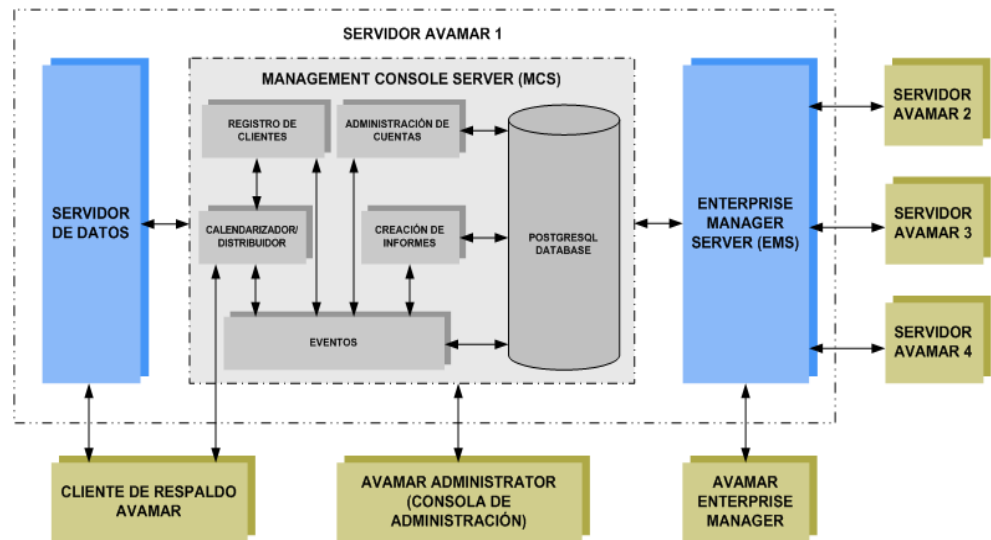 SERVIDOR AVAMAR 1
MANAGEMENT CONSOLE SERVER (MCS)
REGISTRO DE
CLIENTES
ADMINISTRACIÓN DE
CUENTAS
SERVIDOR
DE DATOS
CALENDARIZADOR/
DISTRIBUIDOR
CREACIÓN DE
INFORMES
POSTGRESQL
DATABASE
EVENTOS
ENTERPRISE
MANAGER
SERVER (EMS)
SERVIDOR
AVAMAR 2
SERVIDOR
AVAMAR 3
SERVIDOR
AVAMAR 4
CLIENTE DE RESPALDO
AVAMAR
AVAMAR ADMINISTRATOR
(CONSOLA DE
ADMINISTRACIÓN)
AVAMAR
ENTERPRISE
MANAGER